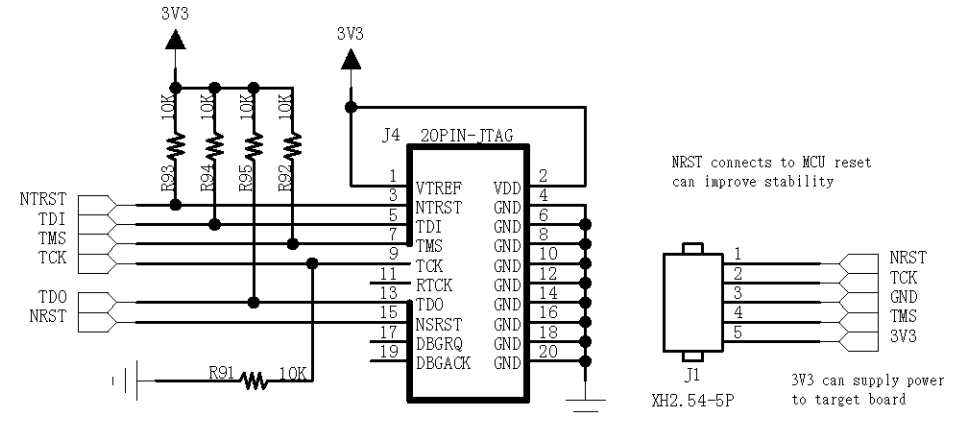 3V3
3V3
10K
10K
10K
10K
R93
R94
R95
R92
J4 20PIN-JTAG
1 VTREF VDD 2
NTRST 3 NTRST GND 4
TDI 5 TDI GND 6
TMS 7 TMS GND 8
TCK 9 TCK GND 10
11 RTCK GND 12
TDO 13 TDO GND 14
NRST 15 NSRST GND 16
17 DBGRQ GND 18
19 DBGACK GND 20
R91 10K
NRST connects to MCU reset
can improve stability
1 NRST
2 TCK
3 GND
4 TMS
5 3V3
J1
XH2.54-5P
3V3 can supply power
to target board